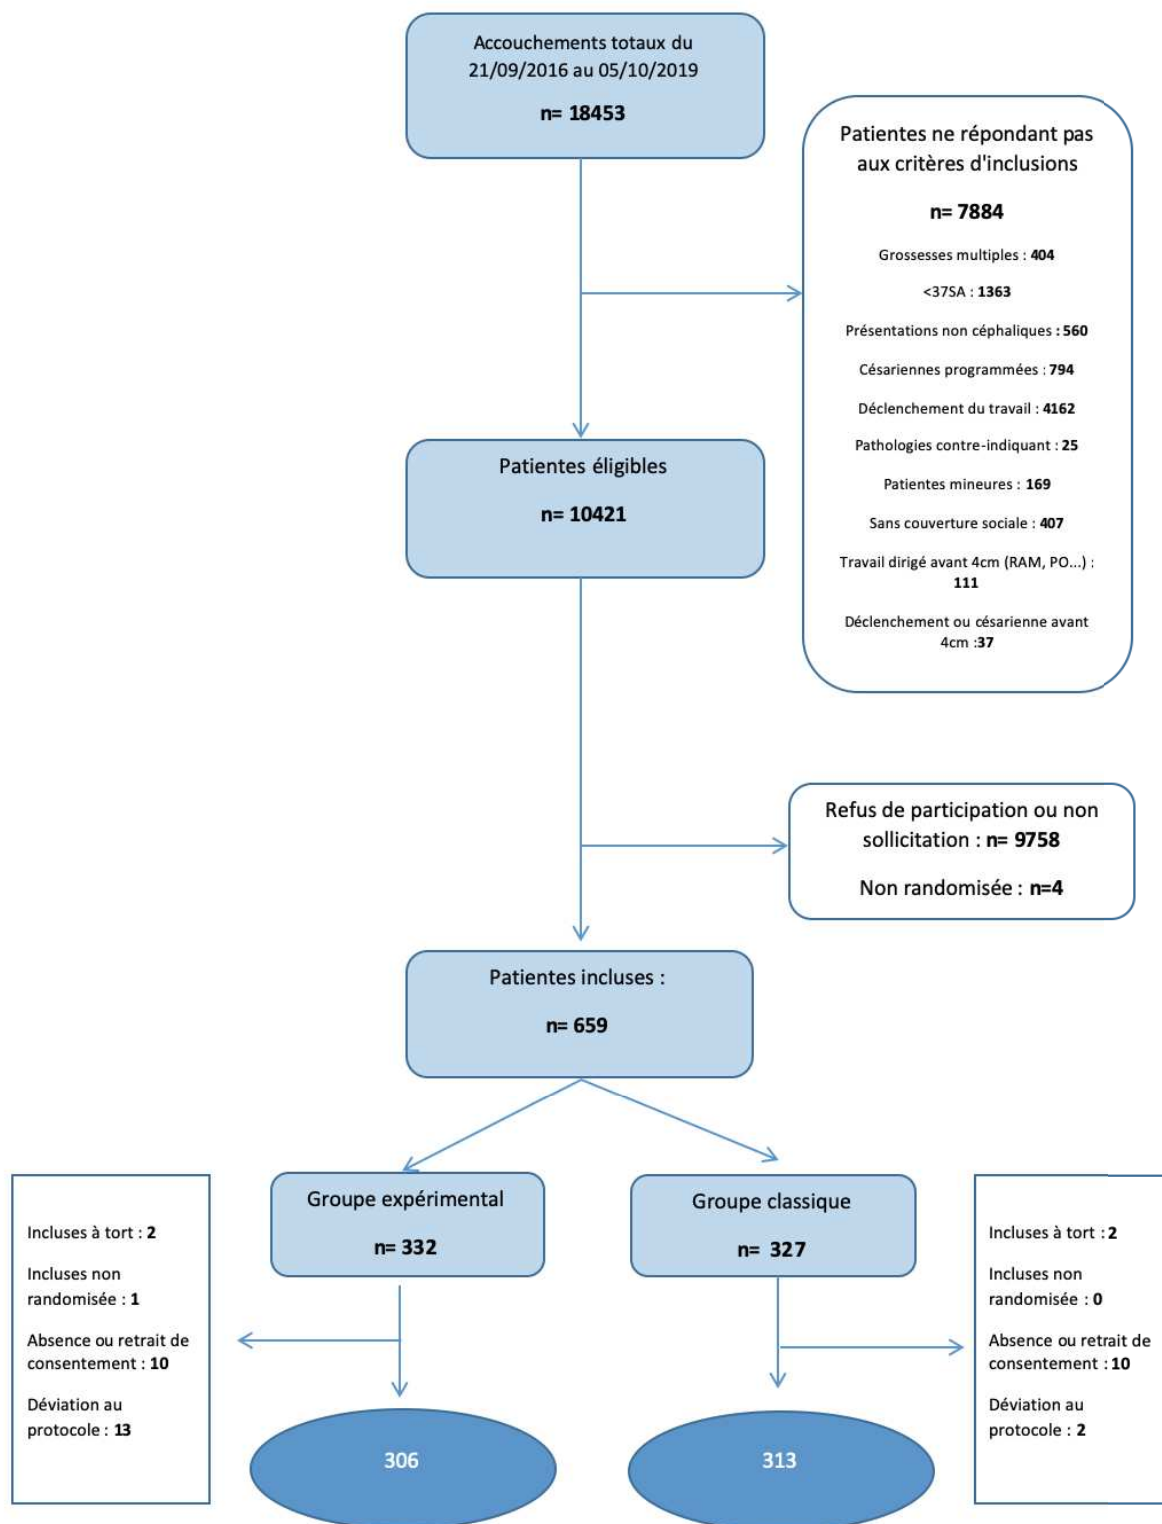 Accouchements totaux du
21/09/2016 au 05/10/2019
n= 18453
Patientes ne répondant pas
aux critères d'inclusions
n= 7884
Grossesses multiples : 404
<37SA : 1363
Présentations non céphaliques : 560
Césariennes programmées : 794
Déclenchement du travail : 4162
Pathologies contre-indiquant : 25
Patientes mineures : 169
Sans couverture sociale : 407
Travail dirigé avant 4cm (RAM, PO...) :
111
Déclenchement ou césarienne avant
4cm :37
Patientes éligibles
n= 10421
Refus de participation ou non
sollicitation : n= 9758
Non randomisée : n=4
Patientes incluses :
n= 659
Groupe expérimental
n= 332
Groupe classique
n= 327
Incluses à tort : 2
Incluses non
randomisée : 1
Absence ou retrait de
consentement : 10
Déviation au
protocole : 13
Incluses à tort : 2
Incluses non
randomisée : 0
Absence ou retrait de
consentement : 10
Déviation au
protocole : 2
306
313